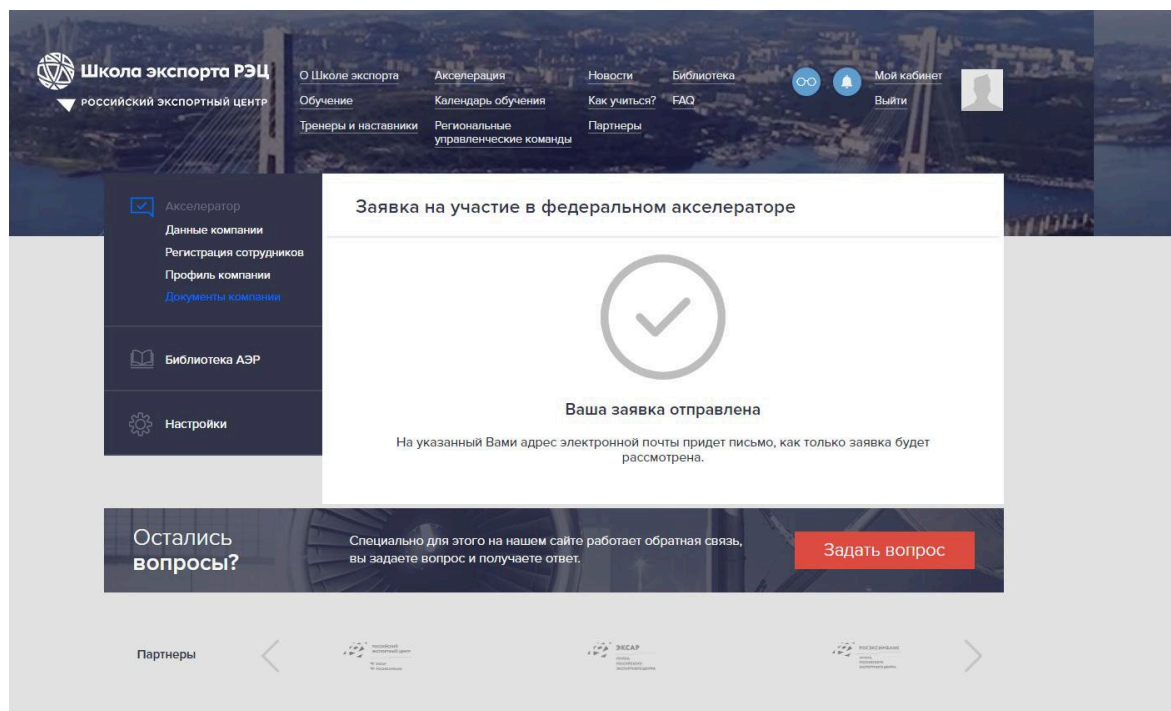 Школа экспорта РЭЦ
РОССИЙСКИЙ ЭКСПОРТНЫЙ ЦЕНТР
О Школе экспорта
Обучение
Тренеры и наставники
Акселерация
Календарь обучения
Региональные
управленческие команды
Новости
Как учиться?
Партнеры
Библиотека
FAQ
Мой кабинет
Выйти
Акселератор
Данные компании
Регистрация сотрудников
Профиль компании
Документы компании
Библиотека АЭР
Настройки
Заявка на участие в федеральном акселераторе
Ваша заявка отправлена
На указанный Вами адрес электронной почты придет письмо, как только заявка будет
рассмотрена.
Остались
вопросы?
Специально для этого на нашем сайте работает обратная связь,
вы задаете вопрос и получаете ответ.
Задать вопрос
Партнеры
РОССИЙСКИЙ
ЭКСПОРТНЫЙ ЦЕНТР
ЭКСАР
РОСЭКСИМБАНК